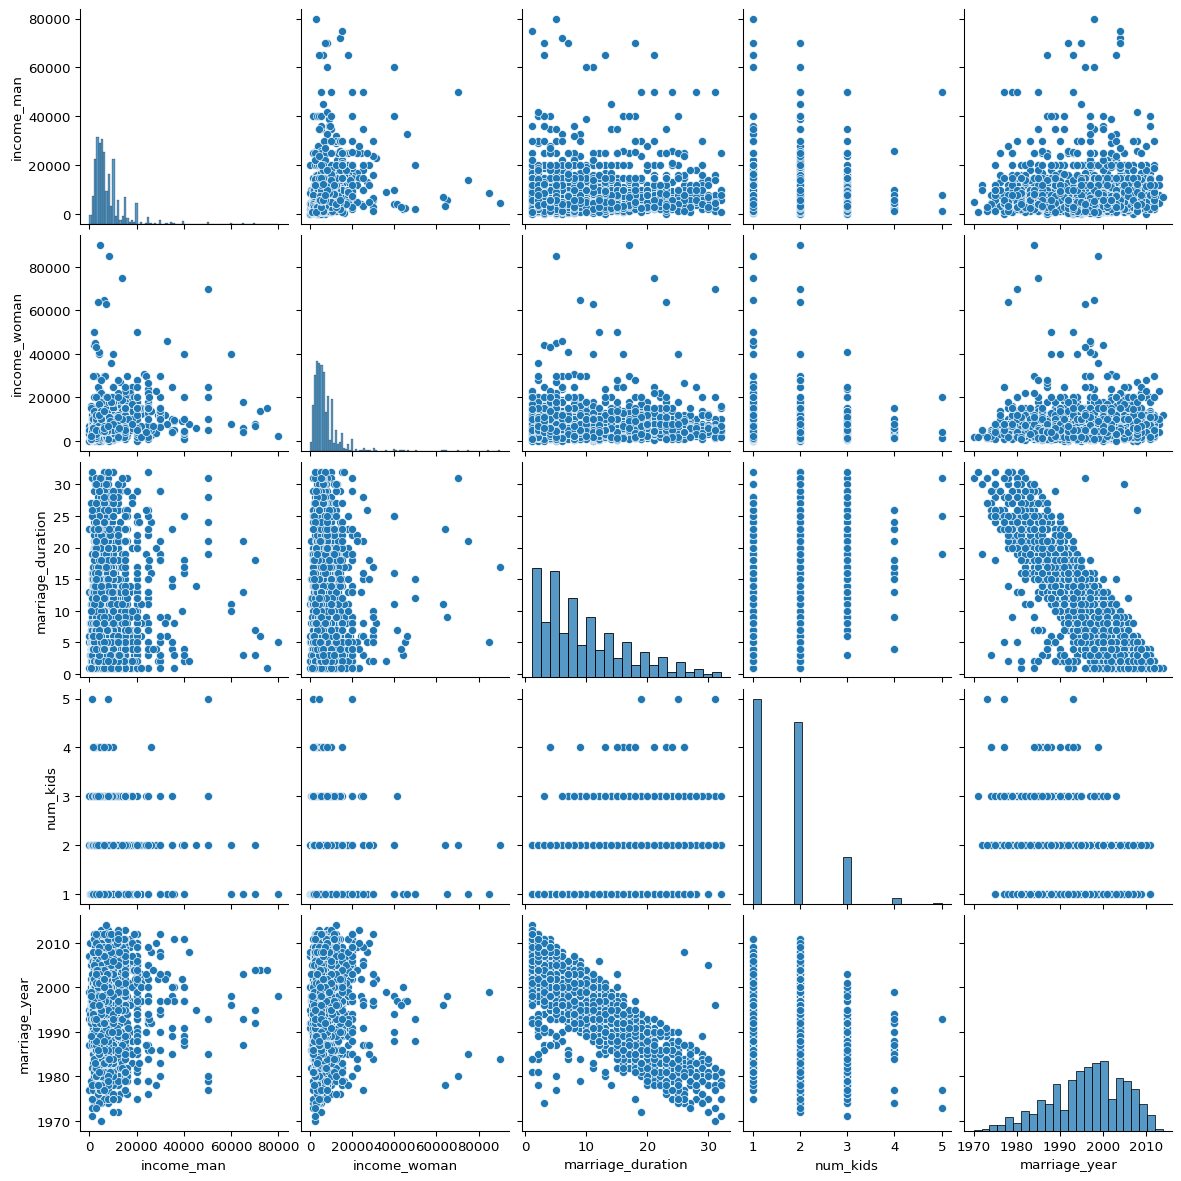 80000
60000
40000
20000
0
income_man
80000
60000
40000
20000
0
income_woman
30
25
20
15
10
5
0
marriage_duration
5
4
3
2
1
num_kids
2010
2000
1990
1980
1970
marriage_year
0 20000 40000 60000 80000
income_man
0 20000 40000 60000 80000
income_woman
0 10 20 30
marriage_duration
1 2 3 4 5
num_kids
1970 1980 1990 2000 2010
marriage_year